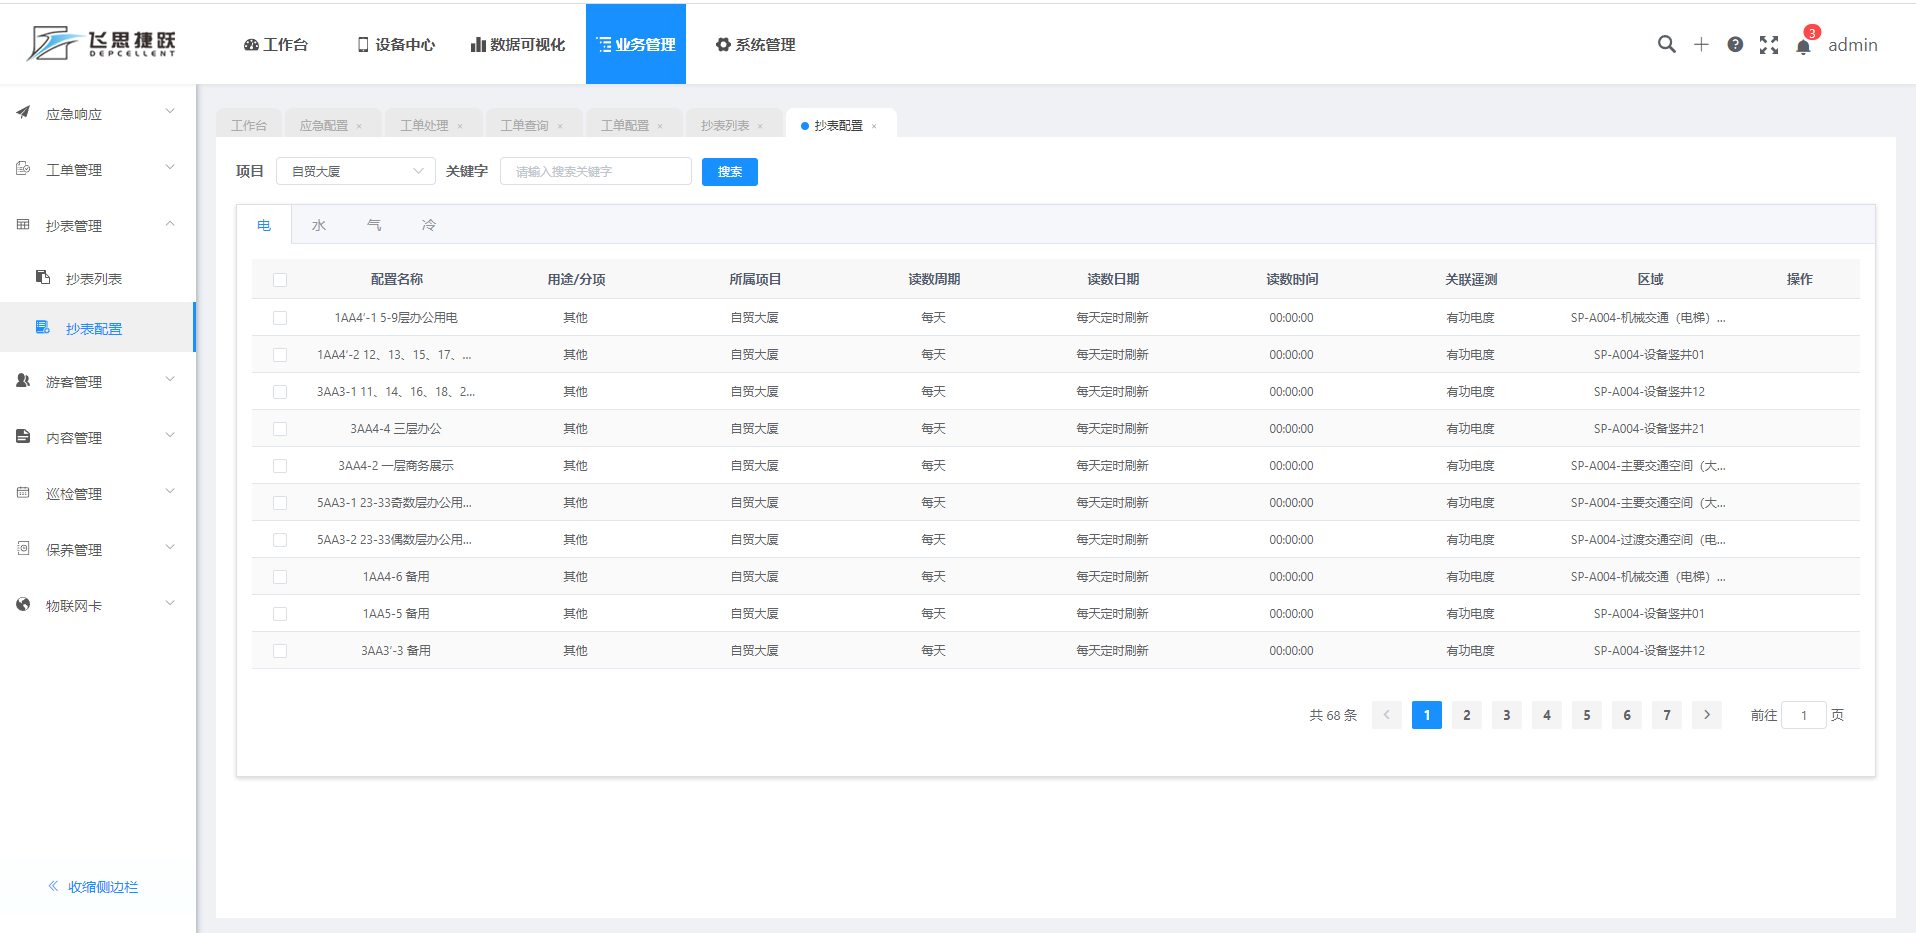 飞思捷跃
DEPCELLENT
工作台 设备中心 数据可视化 业务管理 系统管理
3
admin
应急响应
工单管理
抄表管理
抄表列表
抄表配置
游客管理
内容管理
巡检管理
保养管理
物联网卡
收缩侧边栏
工作台 应急配置 × 工单处理 × 工单查询 × 工单配置 × 抄表列表 × 抄表配置 ×
项目 自贸大厦 关键字 请输入搜索关键字 搜索
电 水 气 冷
配置名称 用途/分项 所属项目 读数周期 读数日期 读数时间 关联遥测 区域 操作
1AA4'-1 5-9层办公用电 其他 自贸大厦 每天 每天定时刷新 00:00:00 有功电度 SP-A004-机械交通（电梯）...
1AA4'-2 12、13、15、17、... 其他 自贸大厦 每天 每天定时刷新 00:00:00 有功电度 SP-A004-设备竖井01
3AA3-1 11、14、16、18、2... 其他 自贸大厦 每天 每天定时刷新 00:00:00 有功电度 SP-A004-设备竖井12
3AA4-4 三层办公 其他 自贸大厦 每天 每天定时刷新 00:00:00 有功电度 SP-A004-设备竖井21
3AA4-2 一层商务展示 其他 自贸大厦 每天 每天定时刷新 00:00:00 有功电度 SP-A004-主要交通空间（大...
5AA3-1 23-33奇数层办公用... 其他 自贸大厦 每天 每天定时刷新 00:00:00 有功电度 SP-A004-主要交通空间（大...
5AA3-2 23-33偶数层办公用... 其他 自贸大厦 每天 每天定时刷新 00:00:00 有功电度 SP-A004-过渡交通空间（电...
1AA4-6 备用 其他 自贸大厦 每天 每天定时刷新 00:00:00 有功电度 SP-A004-机械交通（电梯）...
1AA5-5 备用 其他 自贸大厦 每天 每天定时刷新 00:00:00 有功电度 SP-A004-设备竖井01
3AA3'-3 备用 其他 自贸大厦 每天 每天定时刷新 00:00:00 有功电度 SP-A004-设备竖井12
共 68 条 1 2 3 4 5 6 7 前往 1 页